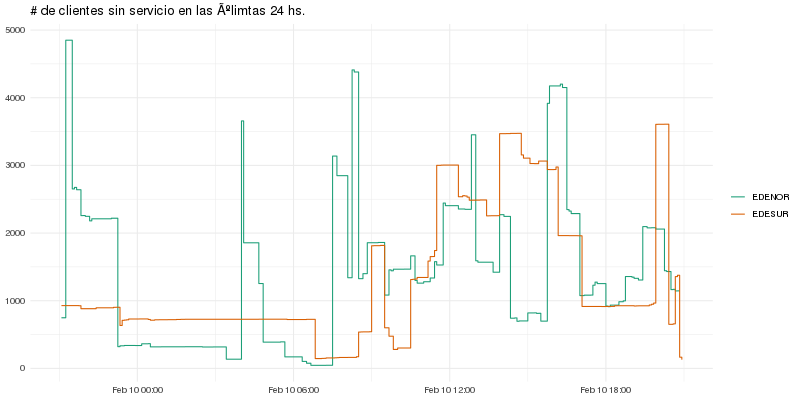 # de clientes sin servicio en las Ãºlimtas 24 hs.
5000
4000
3000
2000
1000
0
Feb 10 00:00
Feb 10 06:00
Feb 10 12:00
Feb 10 18:00
EDENOR
EDESUR